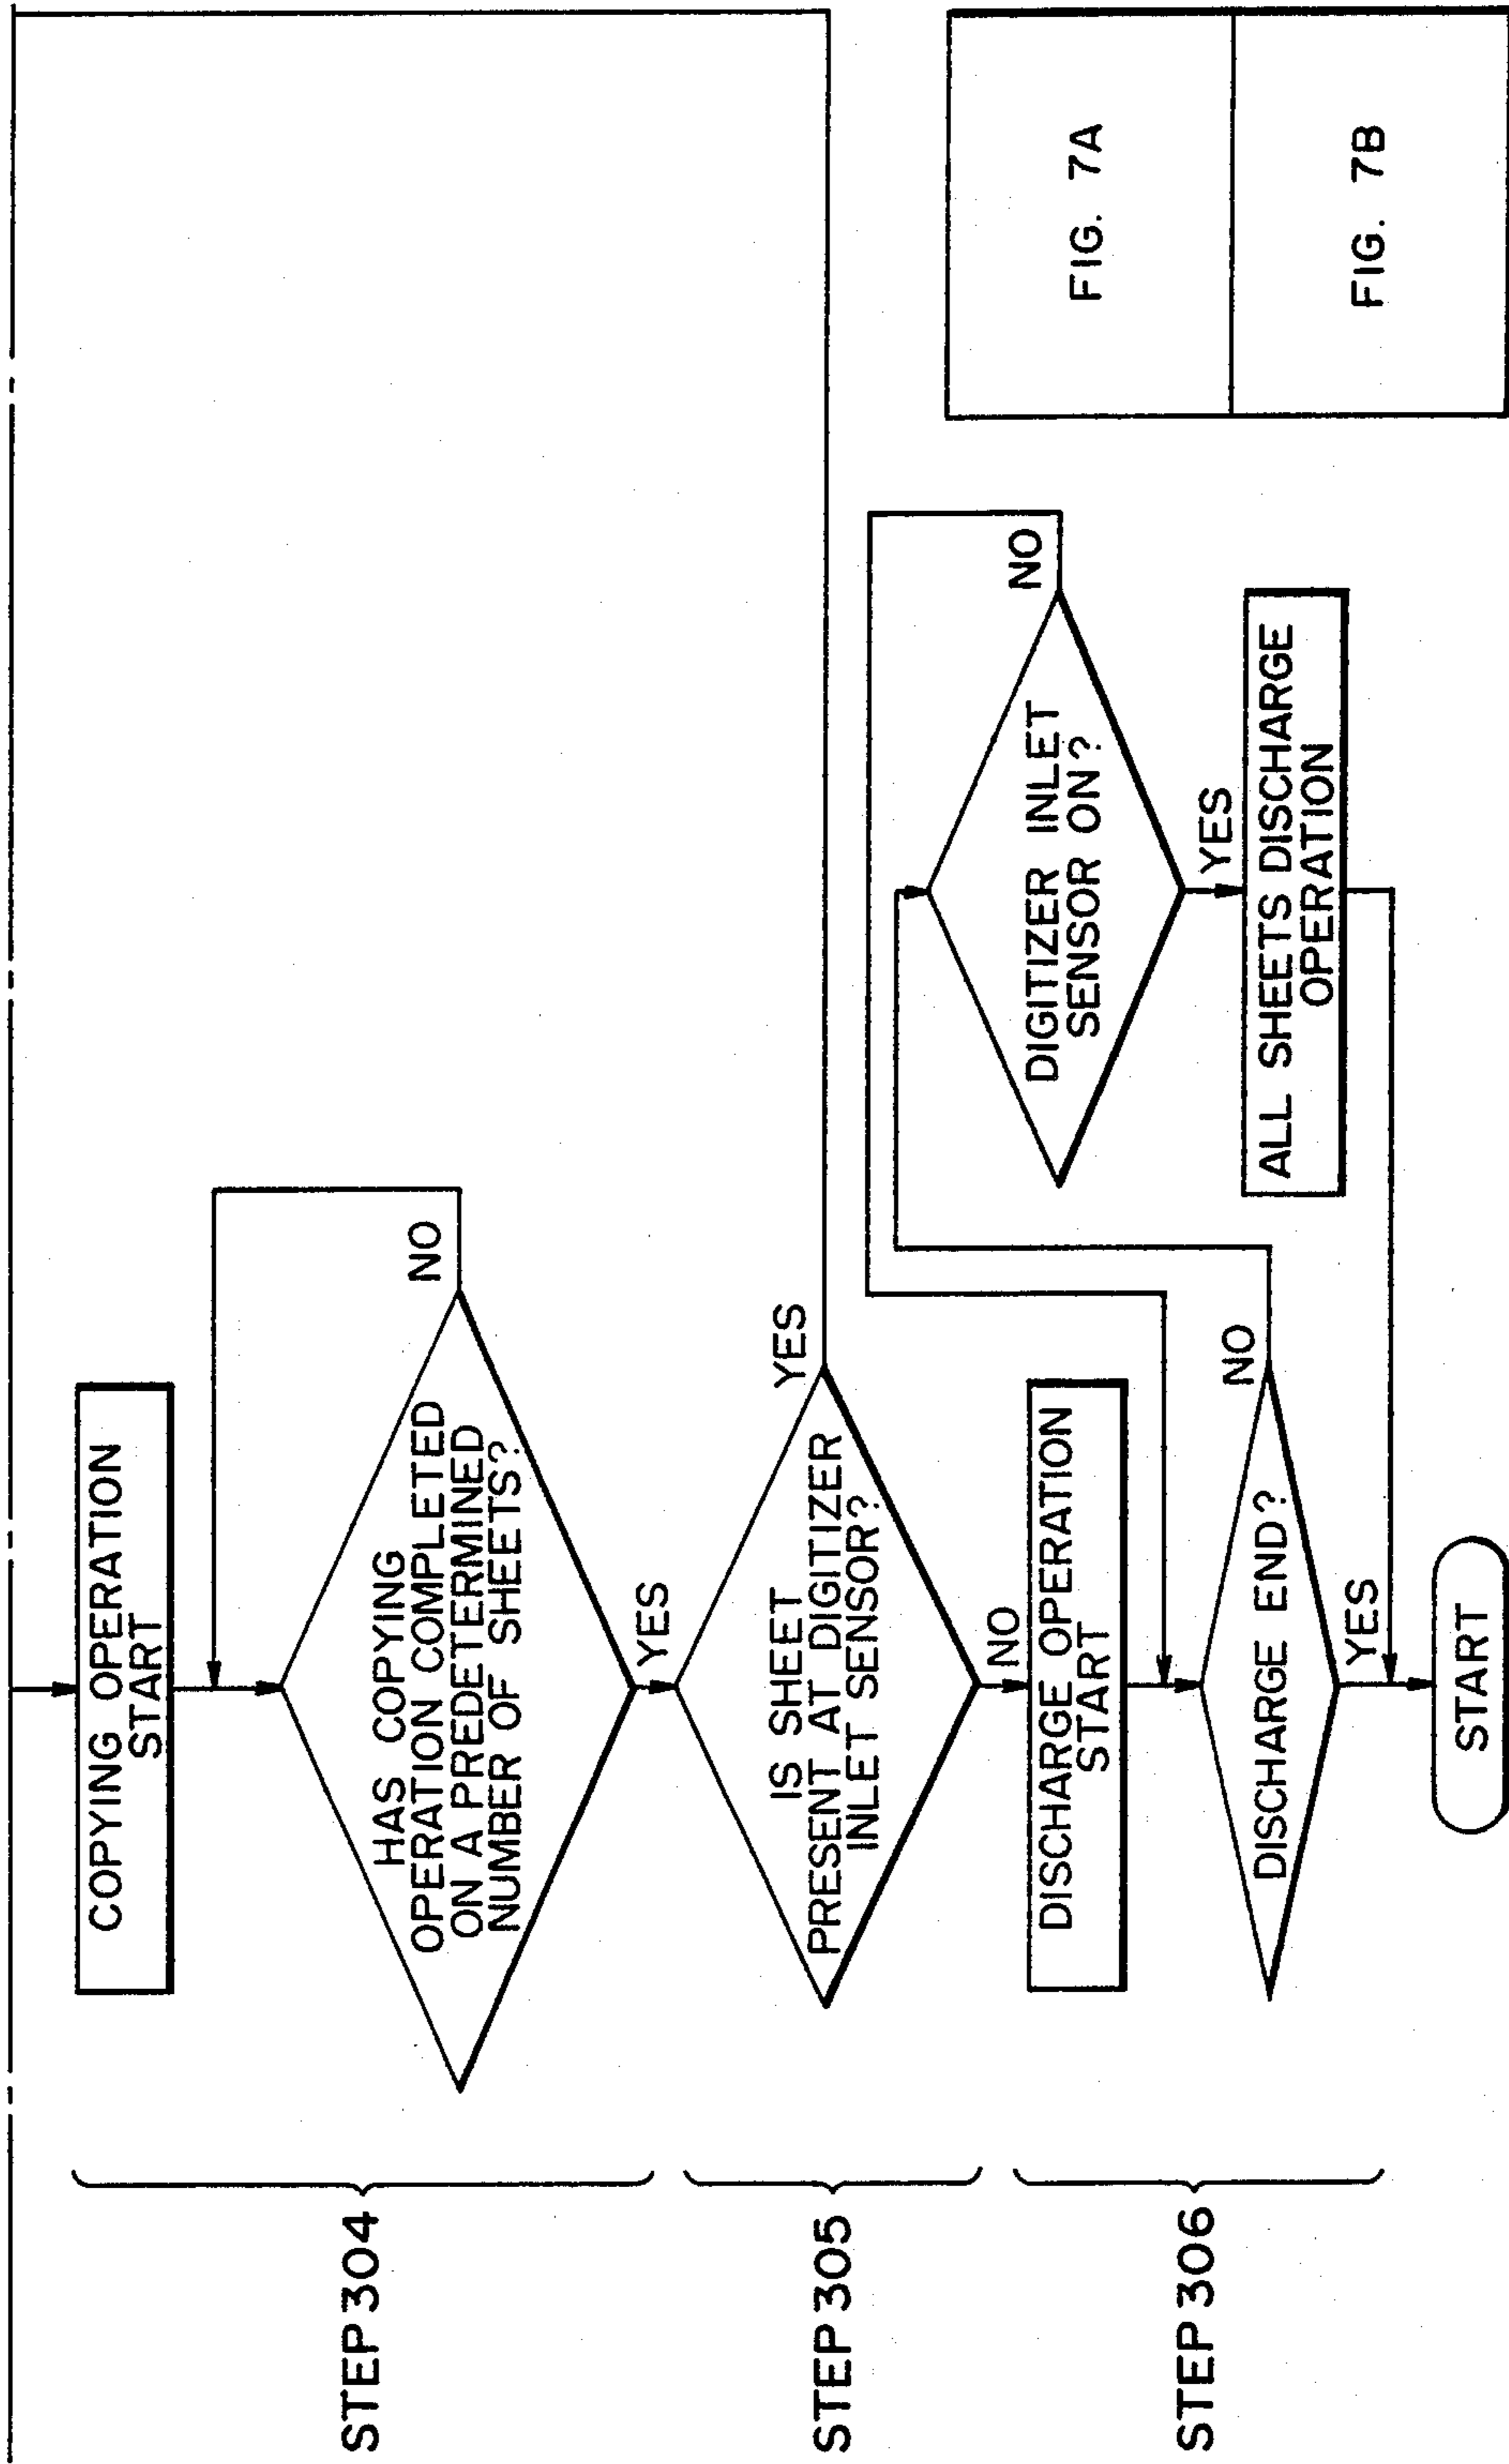 STEP 304
COPYING OPERATION
START
HAS COPYING
OPERATION COMPLETED
ON A PREDETERMINED
NUMBER OF SHEETS?
NO
YES
STEP 305
IS SHEET
PRESENT AT DIGITIZER
INLET SENSOR?
YES
NO
STEP 306
DISCHARGE OPERATION
START
DISCHARGE END?
NO
YES
DIGITIZER INLET
SENSOR ON?
NO
YES
ALL SHEETS DISCHARGE
OPERATION
START
FIG. 7A
FIG. 7B